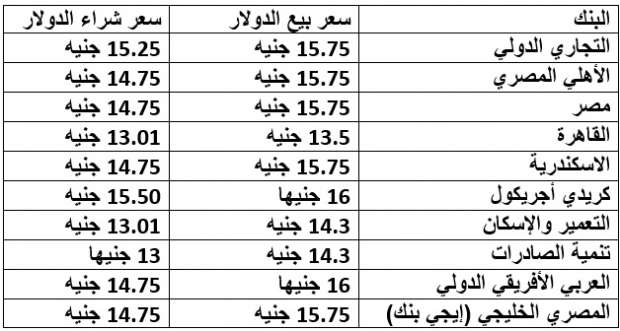 البنك سعر بيع الدولار سعر شراء الدولار
التجاري الدولي 15.75 جنيه 15.25 جنيه
الأهلي المصري 15.75 جنيه 14.75 جنيه
مصر 15.75 جنيه 14.75 جنيه
القاهرة 13.5 جنيه 13.01 جنيه
الاسكندرية 15.75 جنيه 14.75 جنيه
كريدي أجريكول 16 جنيها 15.50 جنيه
التعمير والإسكان 14.3 جنيه 13.01 جنيه
تنمية الصادرات 14.3 جنيه 13 جنيها
العربي الأفريقي الدولي 16 جنيها 14.75 جنيه
المصري الخليجي (إيجي بنك) 15.75 جنيه 14.75 جنيه